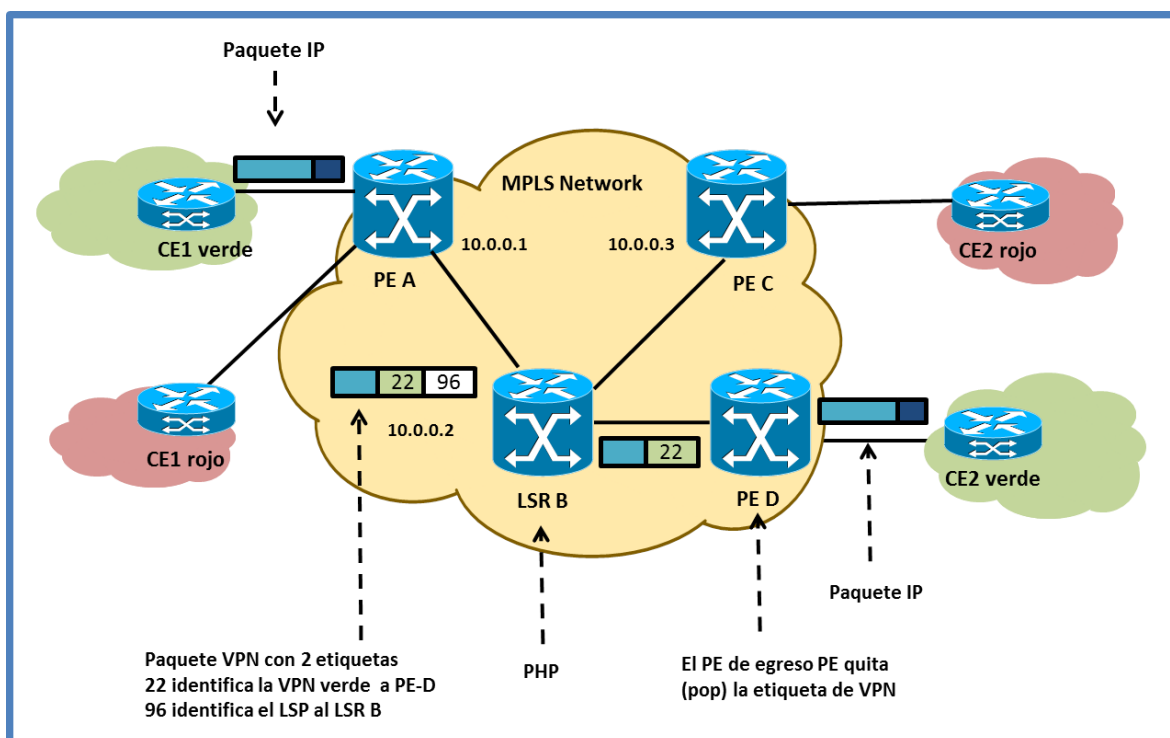 Paquete IP
MPLS Network
CE1 verde
10.0.0.1
10.0.0.3
CE2 rojo
PE A
PE C
22 96
10.0.0.2
CE1 rojo
22
LSR B
PE D
CE2 verde
Paquete IP
Paquete VPN con 2 etiquetas
22 identifica la VPN verde a PE-D
96 identifica el LSP al LSR B
PHP
El PE de egreso PE quita
(pop) la etiqueta de VPN